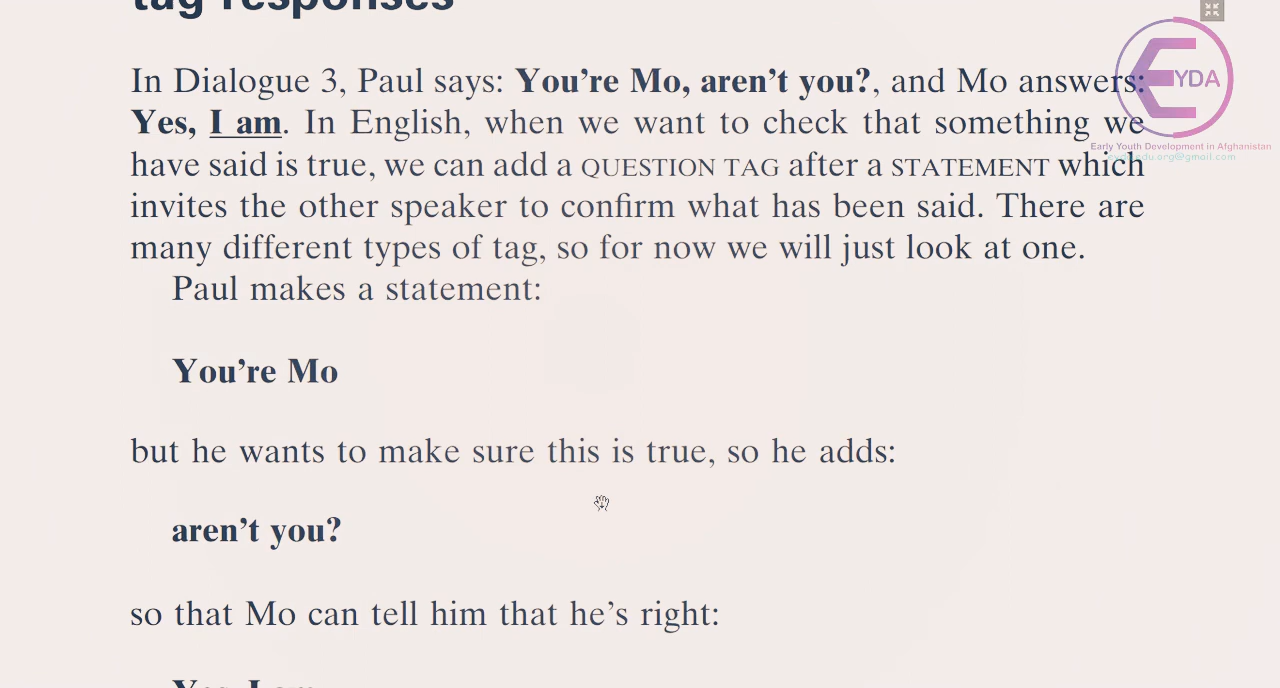 tag responses
In Dialogue 3, Paul says: You’re Mo, aren’t you?, and Mo answers:
Yes, I am. In English, when we want to check that something we
have said is true, we can add a QUESTION TAG after a STATEMENT which
invites the other speaker to confirm what has been said. There are
many different types of tag, so for now we will just look at one.
Paul makes a statement:
You’re Mo
but he wants to make sure this is true, so he adds:
aren’t you?
so that Mo can tell him that he’s right:
Yes, I am
EYDA
Early Youth Development in Afghanistan